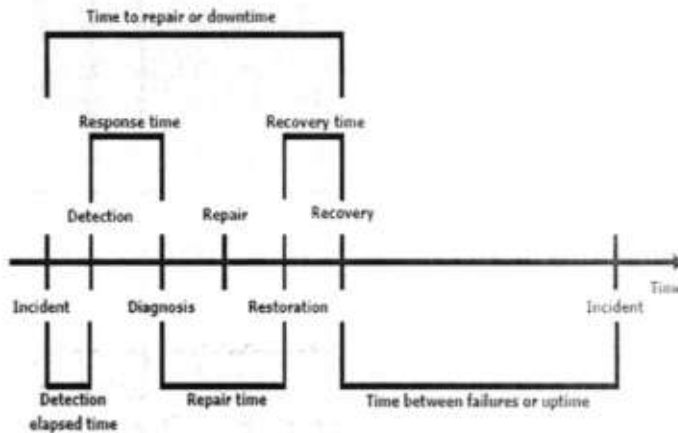 Time to repair or downtime
Response time
Recovery time
Detection
Repair
Recovery
Time
Incident
Diagnosis
Restoration
Incident
Detection
elapsed time
Repair time
Time between failures or uptime